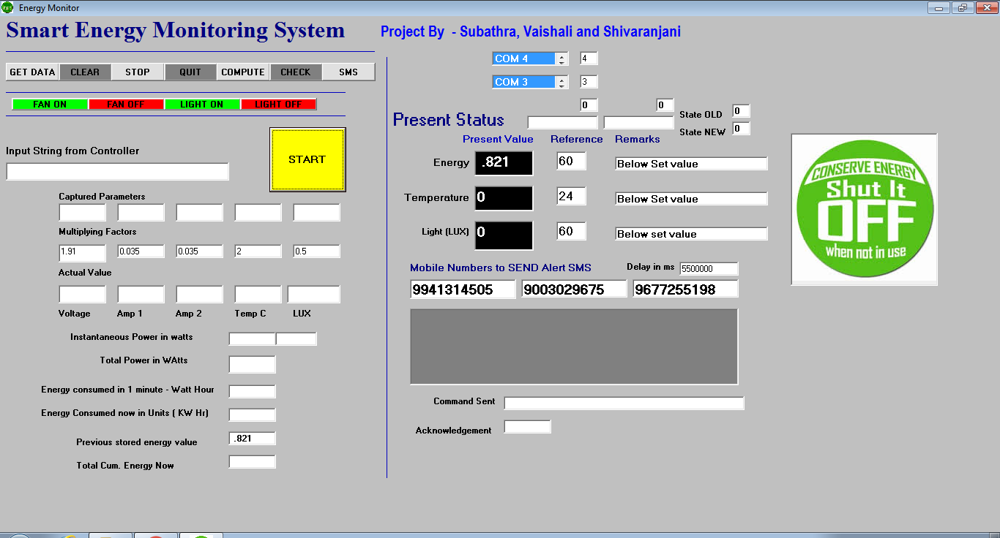 Energy Monitor
Smart Energy Monitoring System
Project By - Subathra, Vaishali and Shivaranjani
COM 4 4
GET DATA CLEAR STOP QUIT COMPUTE CHECK SMS
COM 3 3
FAN ON FAN OFF LIGHT ON LIGHT OFF
0 0
State OLD 0
Present Status
State NEW 0
Present Value Reference Remarks
Input String from Controller
START
Energy .821 60 Below Set value
Temperature 0 24 Below Set value
Light (LUX) 0 60 Below set value
CONSERVE ENERGY
Shut It
OFF
when not in use
Captured Parameters
Multiplying Factors
1.91 0.035 0.035 2 0.5
Actual Value
Voltage Amp 1 Amp 2 Temp C LUX
Mobile Numbers to SEND Alert SMS Delay in ms 5500000
9941314505 9003029675 9677255198
Instantaneous Power in watts
Total Power in WAtts
Energy consumed in 1 minute - Watt Hour
Energy Consumed now in Units ( KW Hr)
Previous stored energy value .821
Total Cum. Energy Now
Command Sent
Acknowledgement